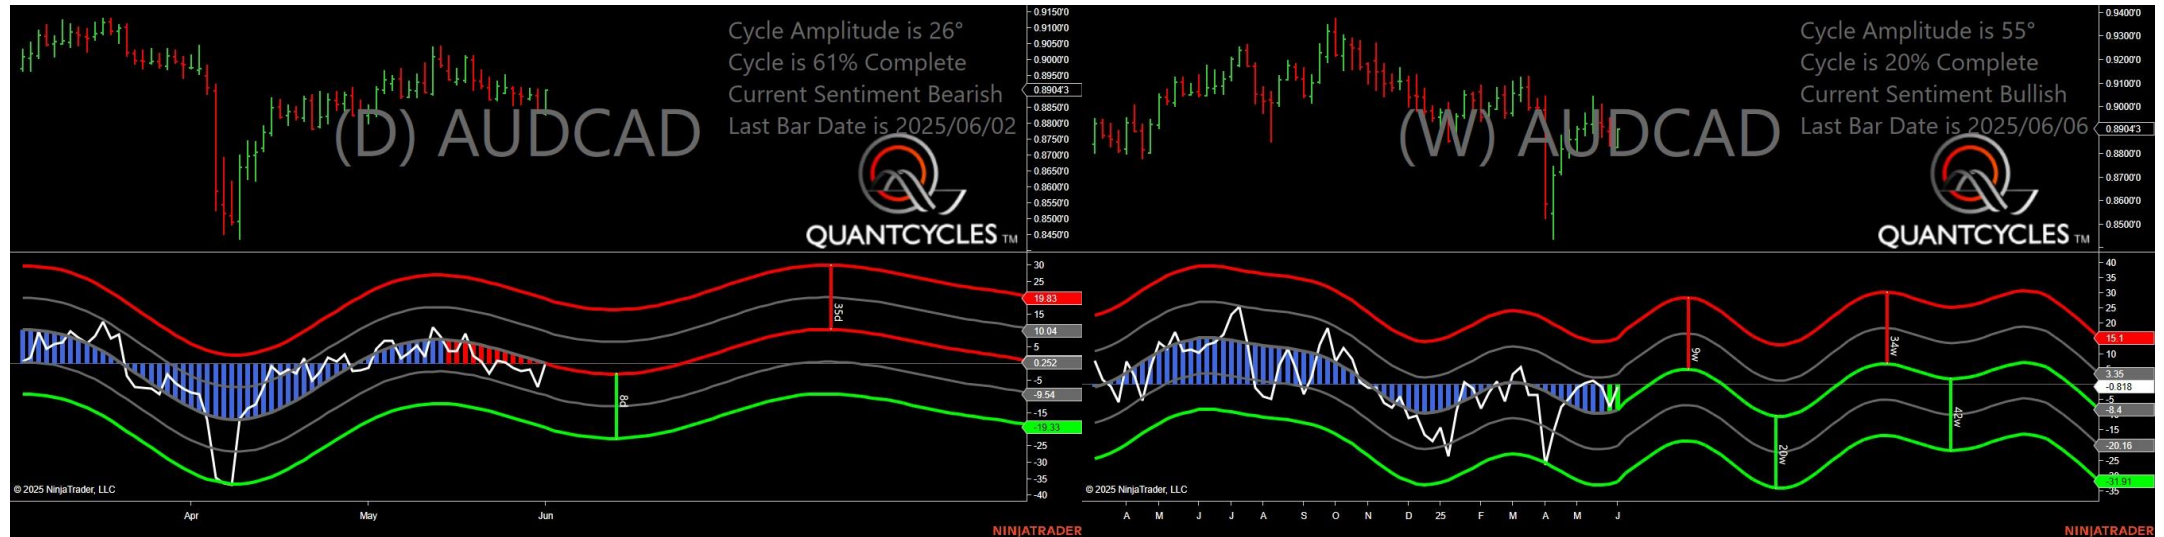 Cycle Amplitude is 26°
Cycle is 61% Complete
Current Sentiment Bearish
Last Bar Date is 2025/06/02
(D) AUDCAD
QUANTCYCLES TM
0.9150'0
0.9100'0
0.9050'0
0.9000'0
0.8950'0
0.8904'3
0.8850'0
0.8800'0
0.8750'0
0.8700'0
0.8650'0
0.8600'0
0.8550'0
0.8500'0
0.8450'0
30
25
19.83
15
10.04
5
0.252
-5
-9.54
-15
-19.33
-25
-30
-35
-40
35d
8d
© 2025 NinjaTrader, LLC
Apr May Jun
NINJATRADER
Cycle Amplitude is 55°
Cycle is 20% Complete
Current Sentiment Bullish
Last Bar Date is 2025/06/06
(W) AUDCAD
QUANTCYCLES TM
0.9400'0
0.9300'0
0.9200'0
0.9100'0
0.9000'0
0.8904'3
0.8800'0
0.8700'0
0.8600'0
0.8500'0
40
35
30
25
20
15.1
10
3.35
-0.818
-5
-8.4
-15
-20.16
-25
-31.91
-35
9w
20w
34w
42w
© 2025 NinjaTrader, LLC
A M J J A S O N D 25 F M A M J
NINJATRADER